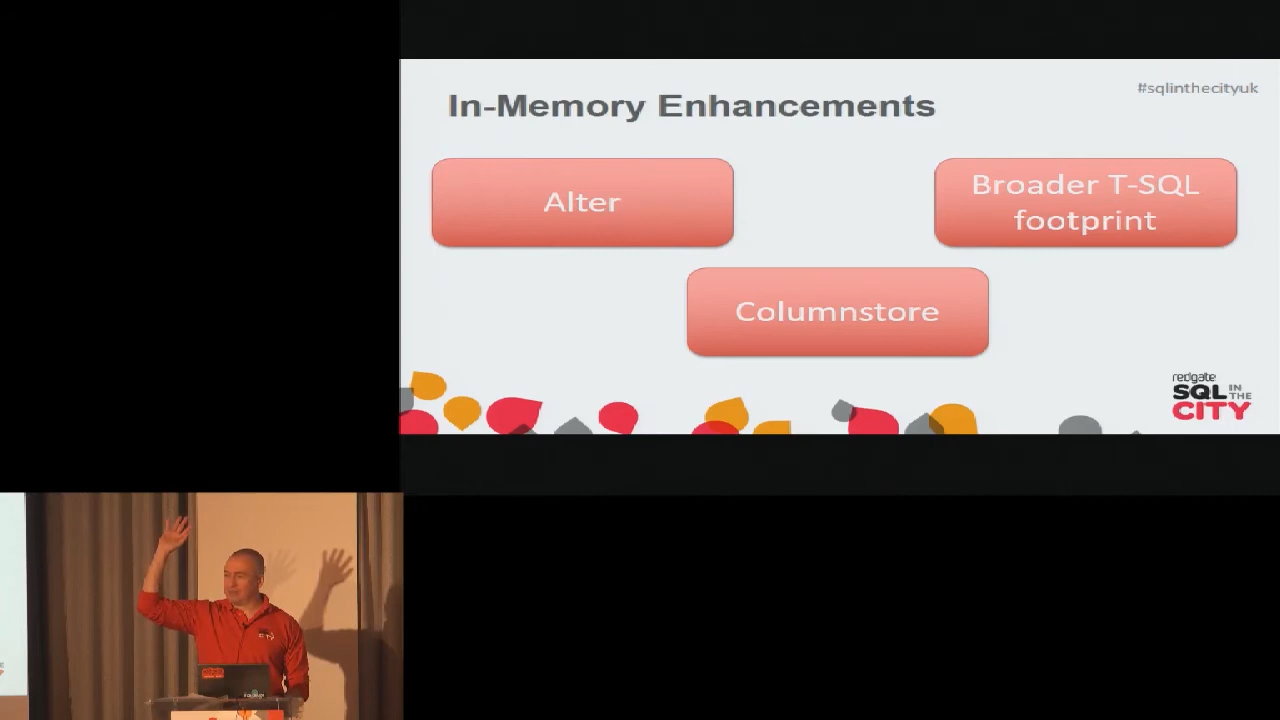 In-Memory Enhancements
#sqlinthecityuk
Alter
Broader T-SQL
footprint
Columnstore
redgate
SQL IN
THE
CITY